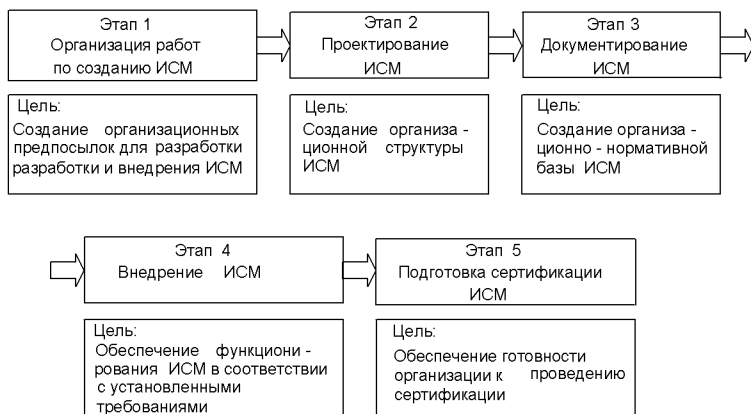 Этап 1
Организация работ
по созданию ИСМ
Этап 2
Проектирование
ИСМ
Этап 3
Документирование
ИСМ
Цель:
Создание организационных
предпосылок для разработки
разработки и внедрения ИСМ
Цель:
Создание организа -
ционной структуры
ИСМ
Цель:
Создание организа -
ционно - нормативной
базы ИСМ
Этап 4
Внедрение ИСМ
Этап 5
Подготовка сертификации
ИСМ
Цель:
Обеспечение функциони -
рования ИСМ в соответствии
с установленными
требованиями
Цель:
Обеспечение готовности
организации к проведению
сертификации